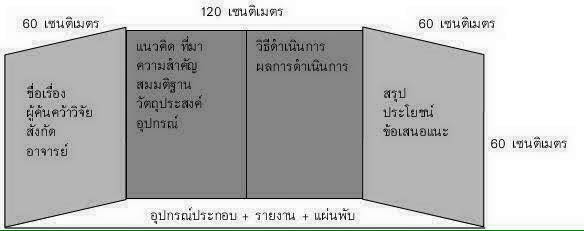 120 เซนติเมตร
60 เซนติเมตร
60 เซนติเมตร
ชื่อเรื่อง
ผู้ค้นคว้าวิจัย
สังกัด
อาจารย์
แนวคิด ที่มา
ความสำคัญ
สมมติฐาน
วัตถุประสงค์
อุปกรณ์
วิธีดำเนินการ
ผลการดำเนินการ
สรุป
ประโยชน์
ข้อเสนอแนะ
60 เซนติเมตร
อุปกรณ์ประกอบ + รายงาน + แผ่นพับ